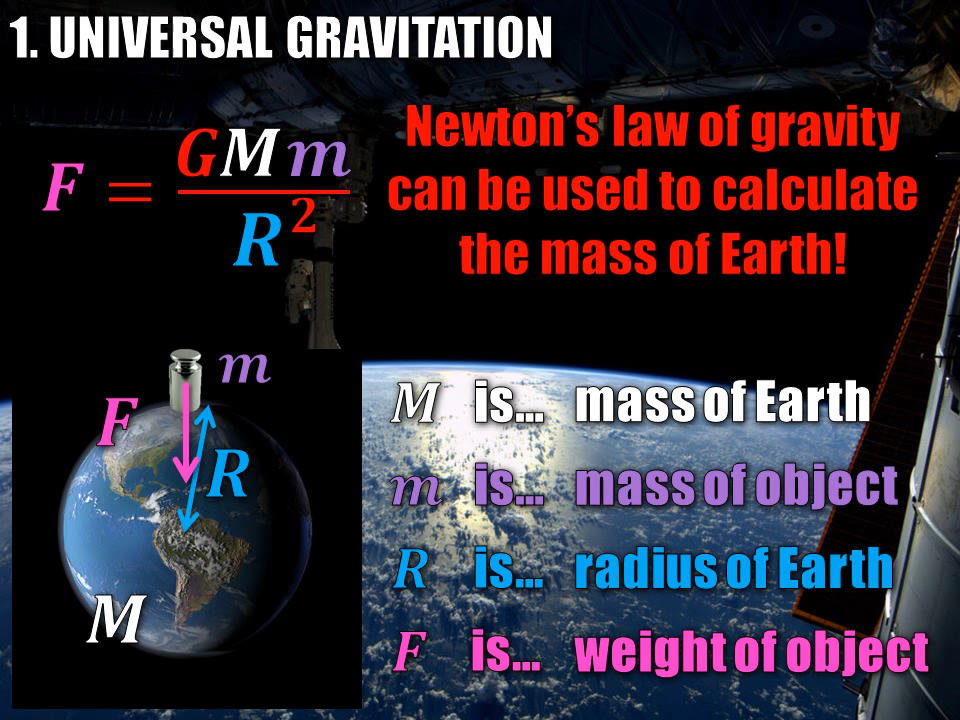 1. UNIVERSAL GRAVITATION
F = GMm / R²
Newton’s law of gravity
can be used to calculate
the mass of Earth!
m
F
R
M
M is... mass of Earth
m is... mass of object
R is... radius of Earth
F is... weight of object